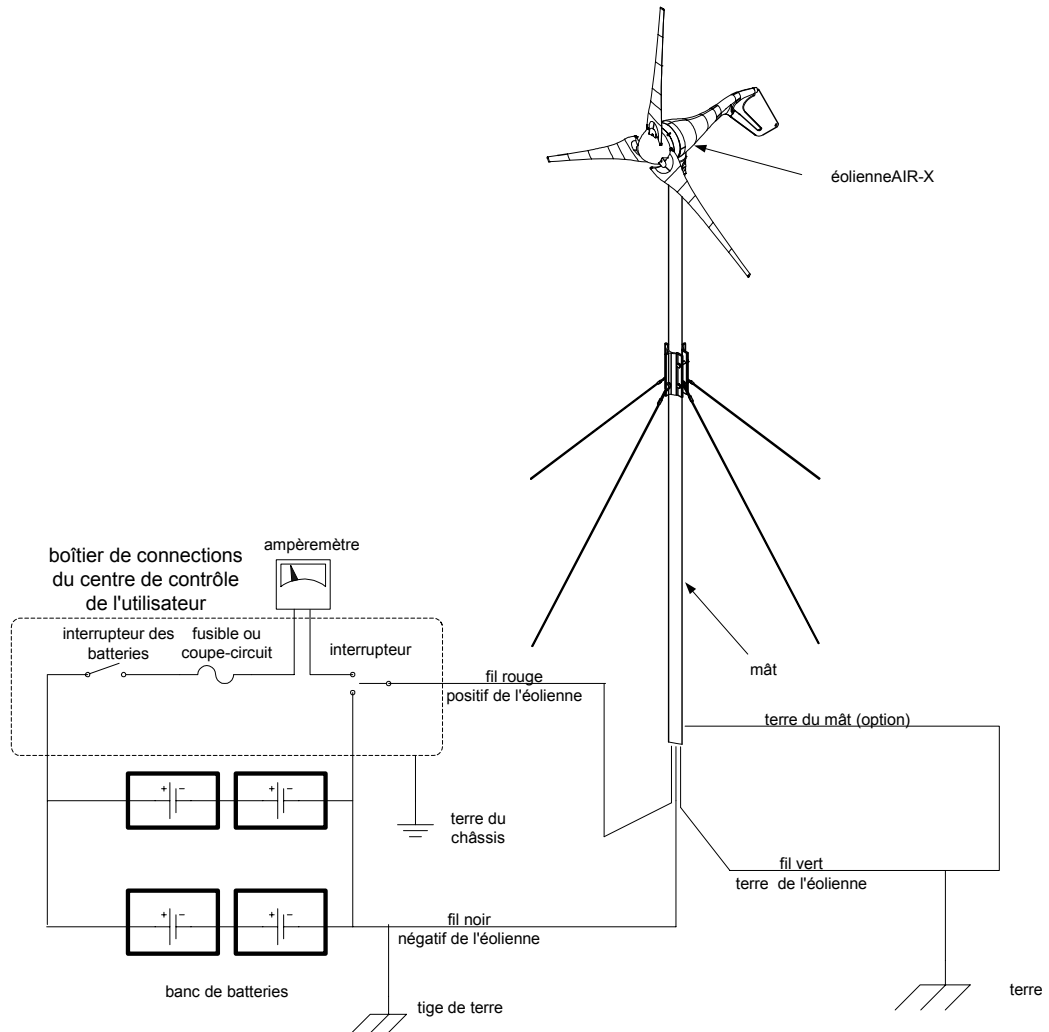 éolienneAIR-X
boîtier de connections
du centre de contrôle
de l'utilisateur
ampèremètre
interrupteur des
batteries
fusible ou
coupe-circuit
interrupteur
fil rouge
positif de l'éolienne
mât
terre du mât (option)
+ −
+ −
terre du
châssis
fil vert
terre de l'éolienne
+ −
+ −
fil noir
négatif de l'éolienne
banc de batteries
tige de terre
terre